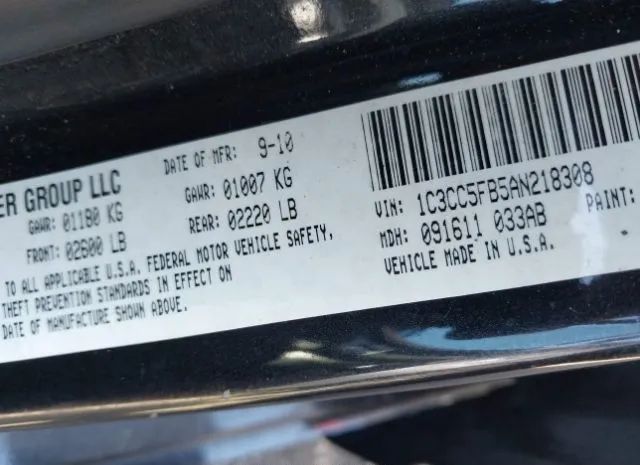 ER GROUP LLC
DATE OF MFR: 9-10
GAWR: 01180 KG
GAWR: 01007 KG
FRONT: 02600 LB
REAR: 02220 LB
TO ALL APPLICABLE U.S.A. FEDERAL MOTOR VEHICLE SAFETY,
THEFT PREVENTION STANDARDS IN EFFECT ON
DATE OF MANUFACTURE SHOWN ABOVE.
VIN: 1C3CC5FB5AN218308
MDH: 091611 033AB
PAINT:
VEHICLE MADE IN U.S.A.